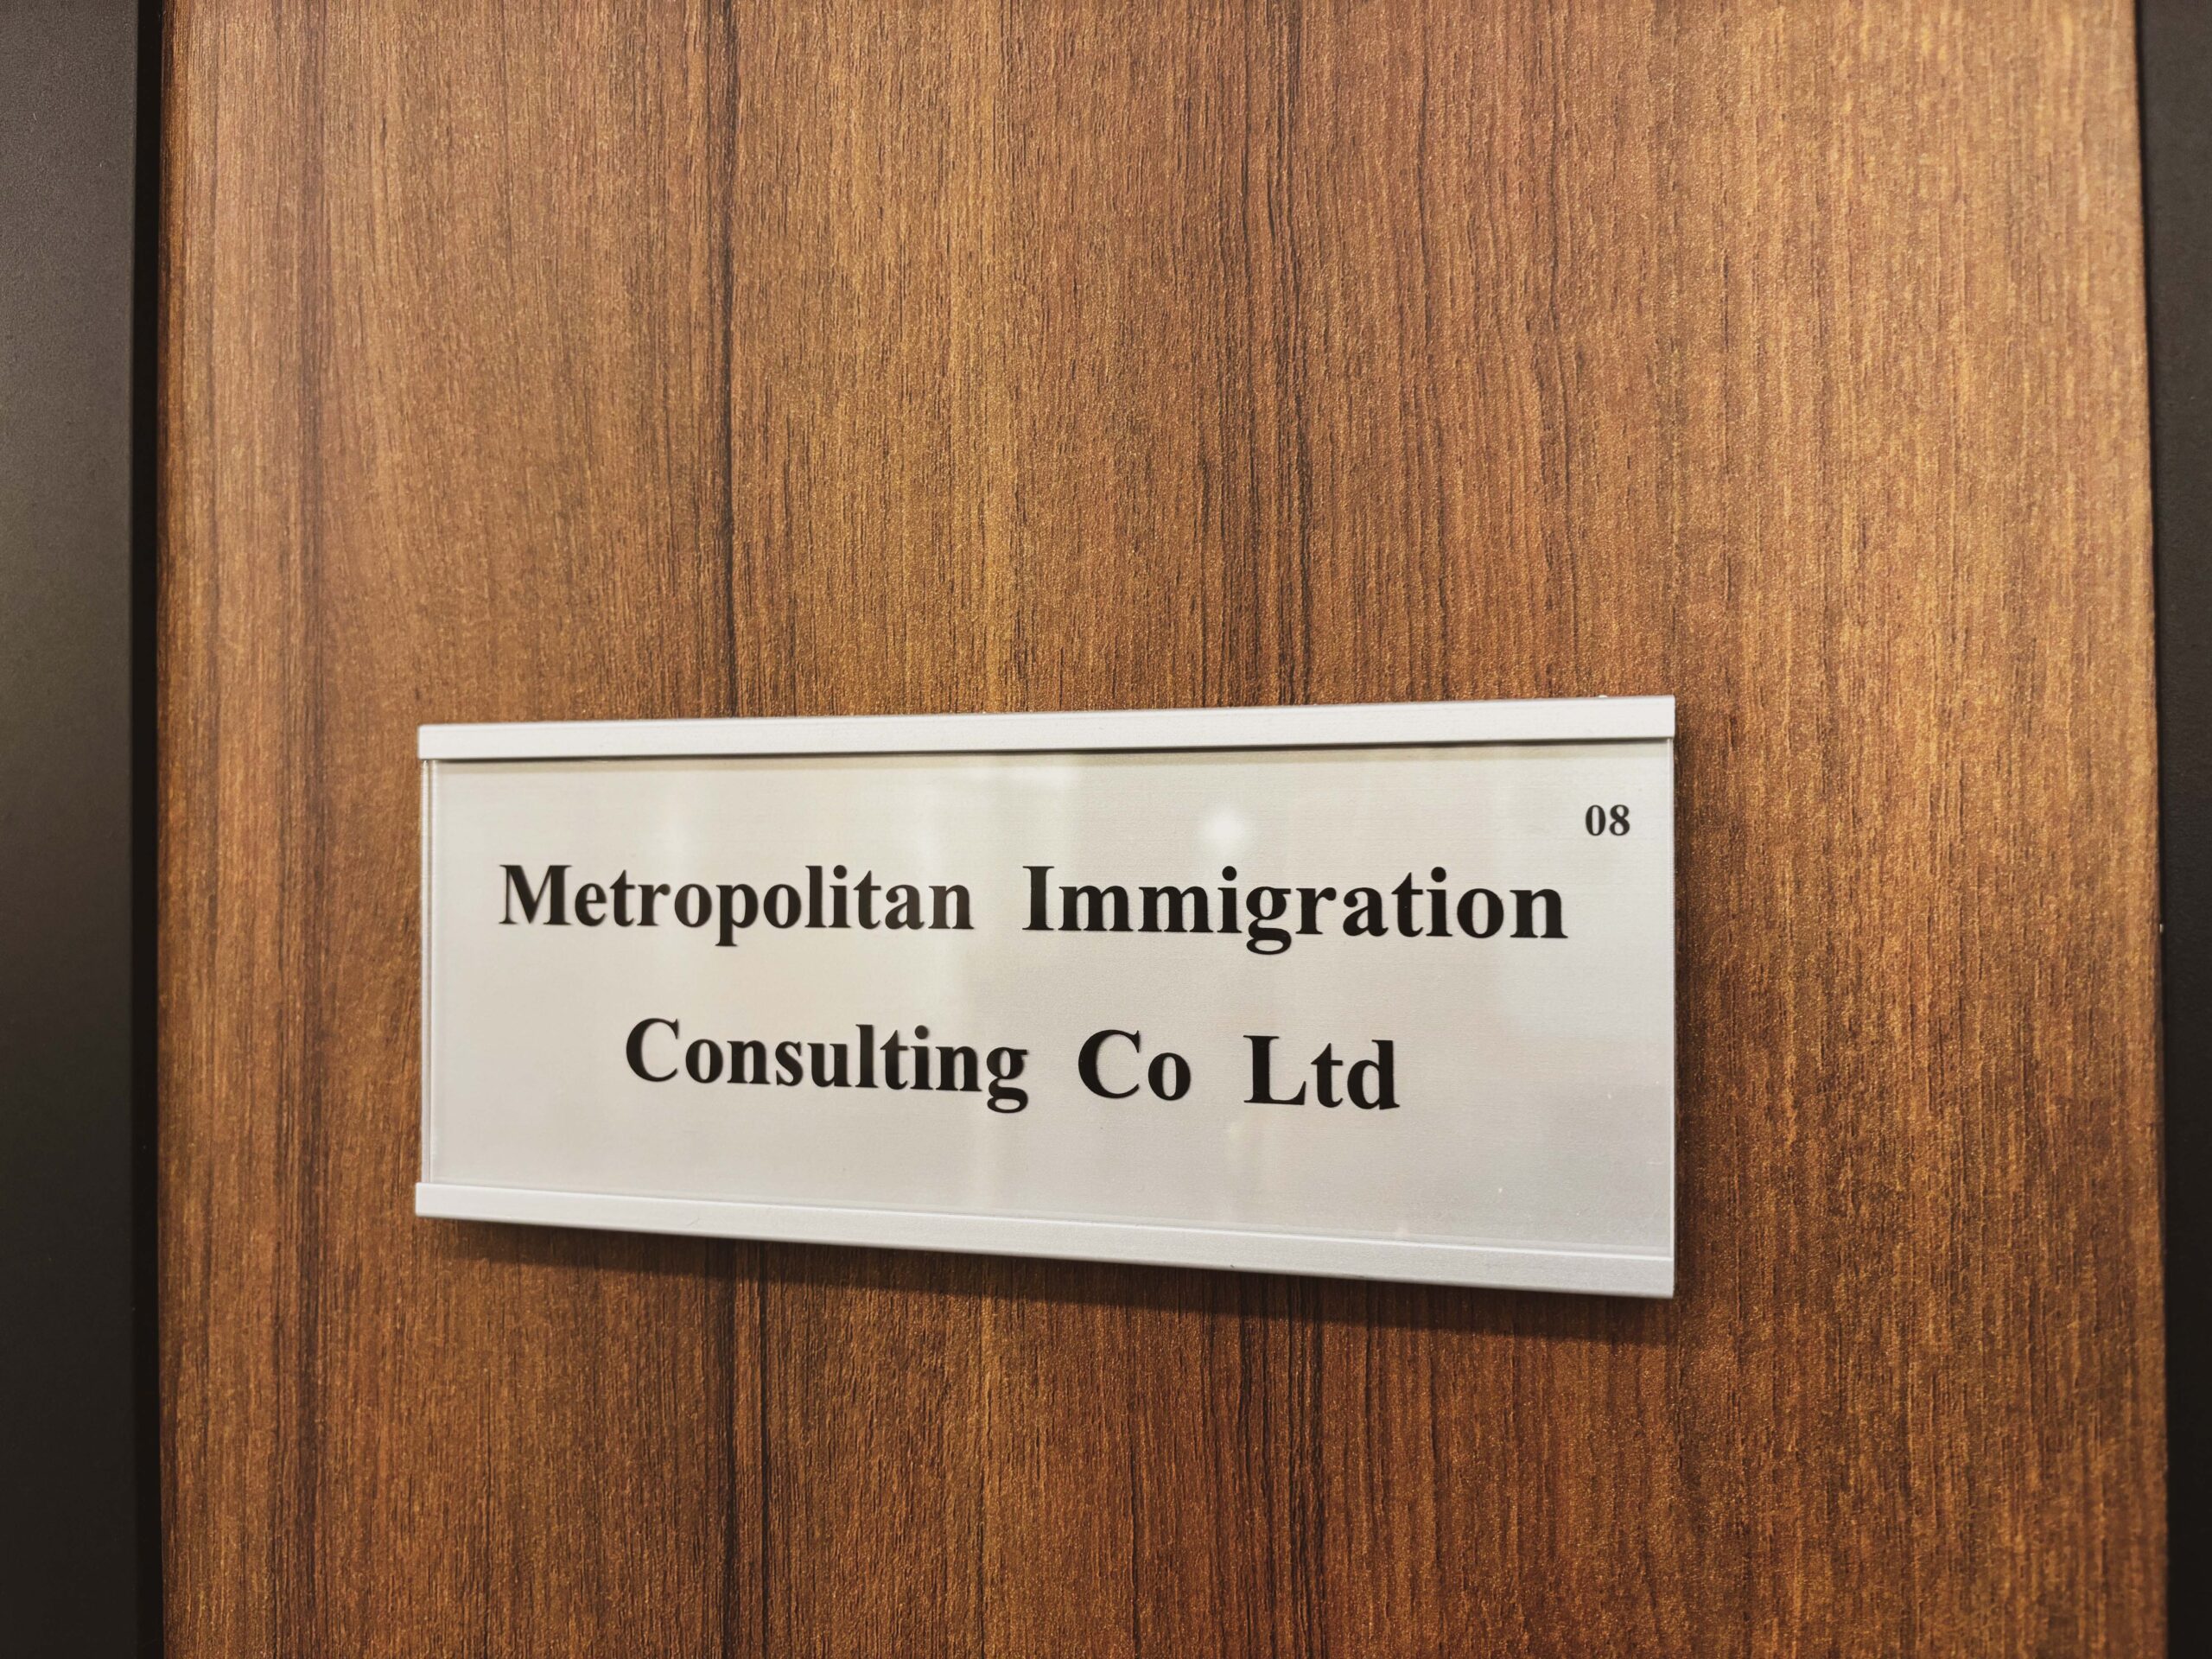 08
Metropolitan Immigration
Consulting Co Ltd